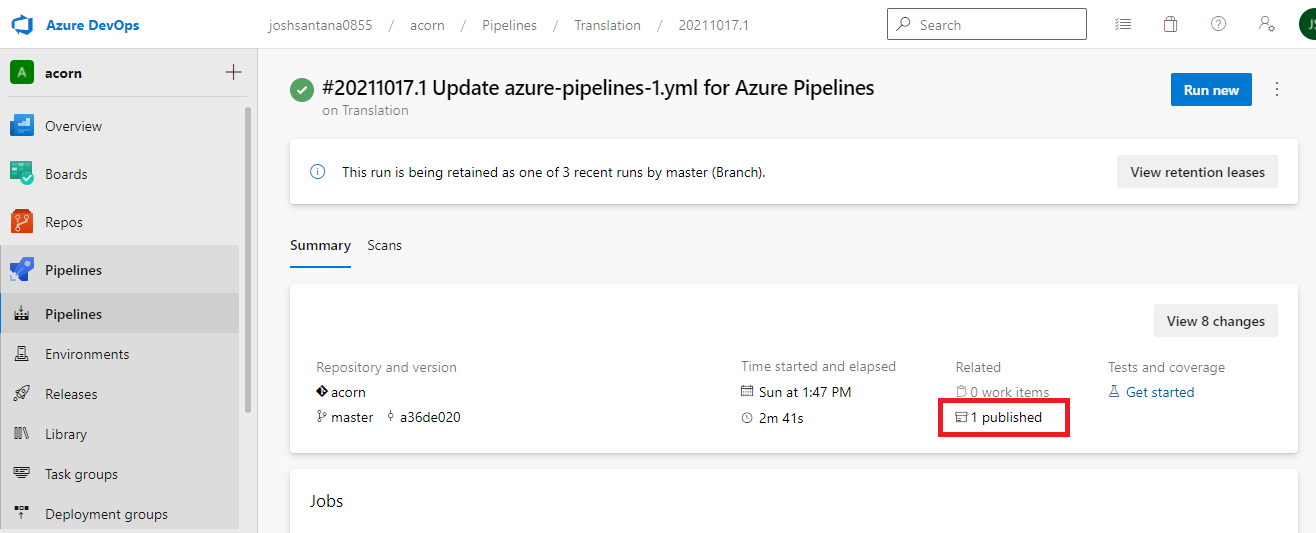 Azure DevOps
joshsantana0855 / acorn / Pipelines / Translation / 20211017.1
Search
JS
A acorn
Overview
Boards
Repos
Pipelines
Pipelines
Environments
Releases
Library
Task groups
Deployment groups
#20211017.1 Update azure-pipelines-1.yml for Azure Pipelines
on Translation
Run new
This run is being retained as one of 3 recent runs by master (Branch).
View retention leases
Summary Scans
View 8 changes
Repository and version
acorn
master a36de020
Time started and elapsed
Sun at 1:47 PM
2m 41s
Related
0 work items
1 published
Tests and coverage
Get started
Jobs